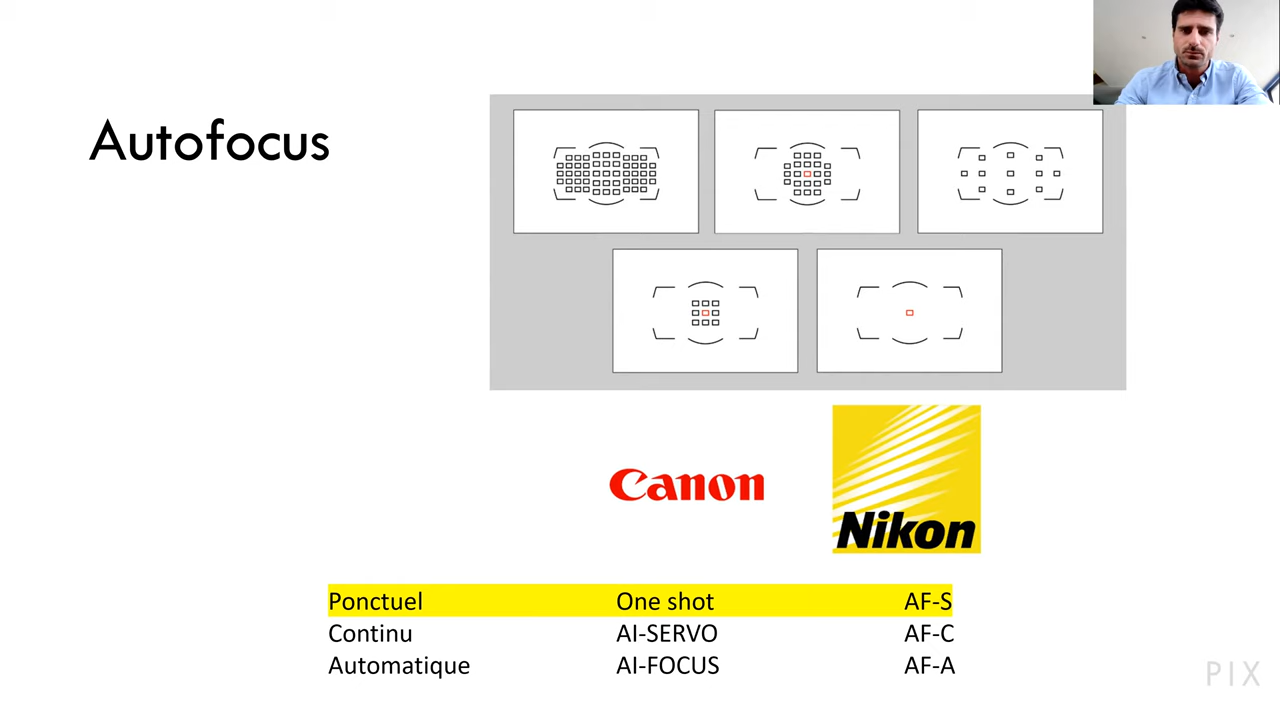 Autofocus
Canon
Nikon
Ponctuel One shot AF-S
Continu AI-SERVO AF-C
Automatique AI-FOCUS AF-A
PIX